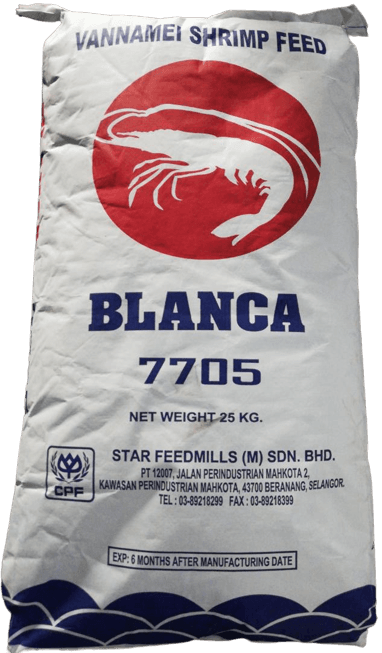 VANNAMEI SHRIMP FEED
BLANCA
7705
NET WEIGHT 25 KG.
CPF
STAR FEEDMILLS (M) SDN. BHD.
PT 12007, JALAN PERINDUSTRIAN MAHKOTA 2,
KAWASAN PERINDUSTRIAN MAHKOTA, 43700 BERANANG, SELANGOR.
TEL : 03-89218299 FAX : 03-89218399
EXP: 6 MONTHS AFTER MANUFACTURING DATE